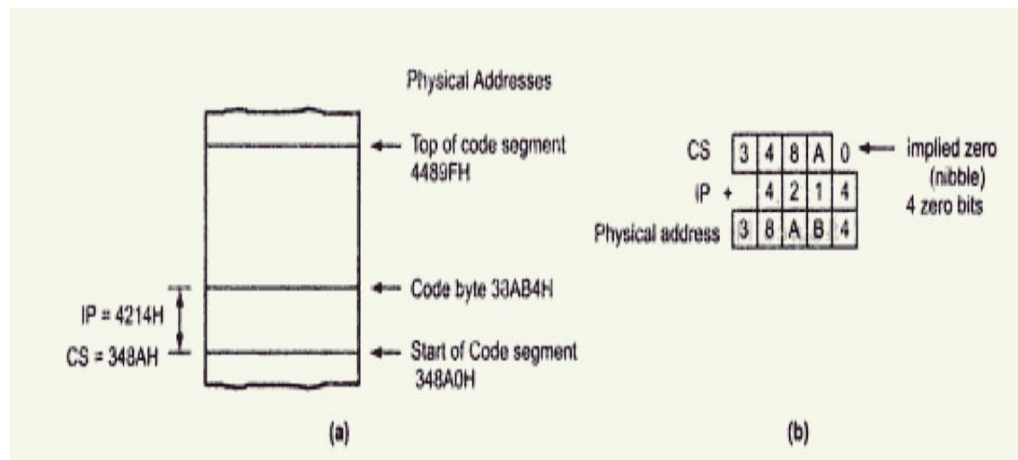 Physical Addresses
Top of code segment
4489FH
Code byte 38AB4H
IP = 4214H
CS = 348AH
Start of Code segment
348A0H
(a)
CS 3 4 8 A 0 implied zero
(nibble)
IP + 4 2 1 4
4 zero bits
Physical address 3 8 A B 4
(b)